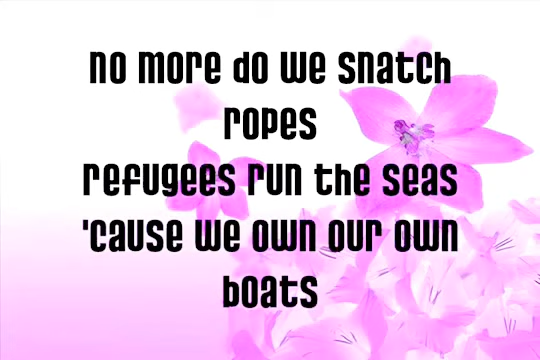 no more do we snatch
ropes
refugees run the seas
'cause we own our own
boats